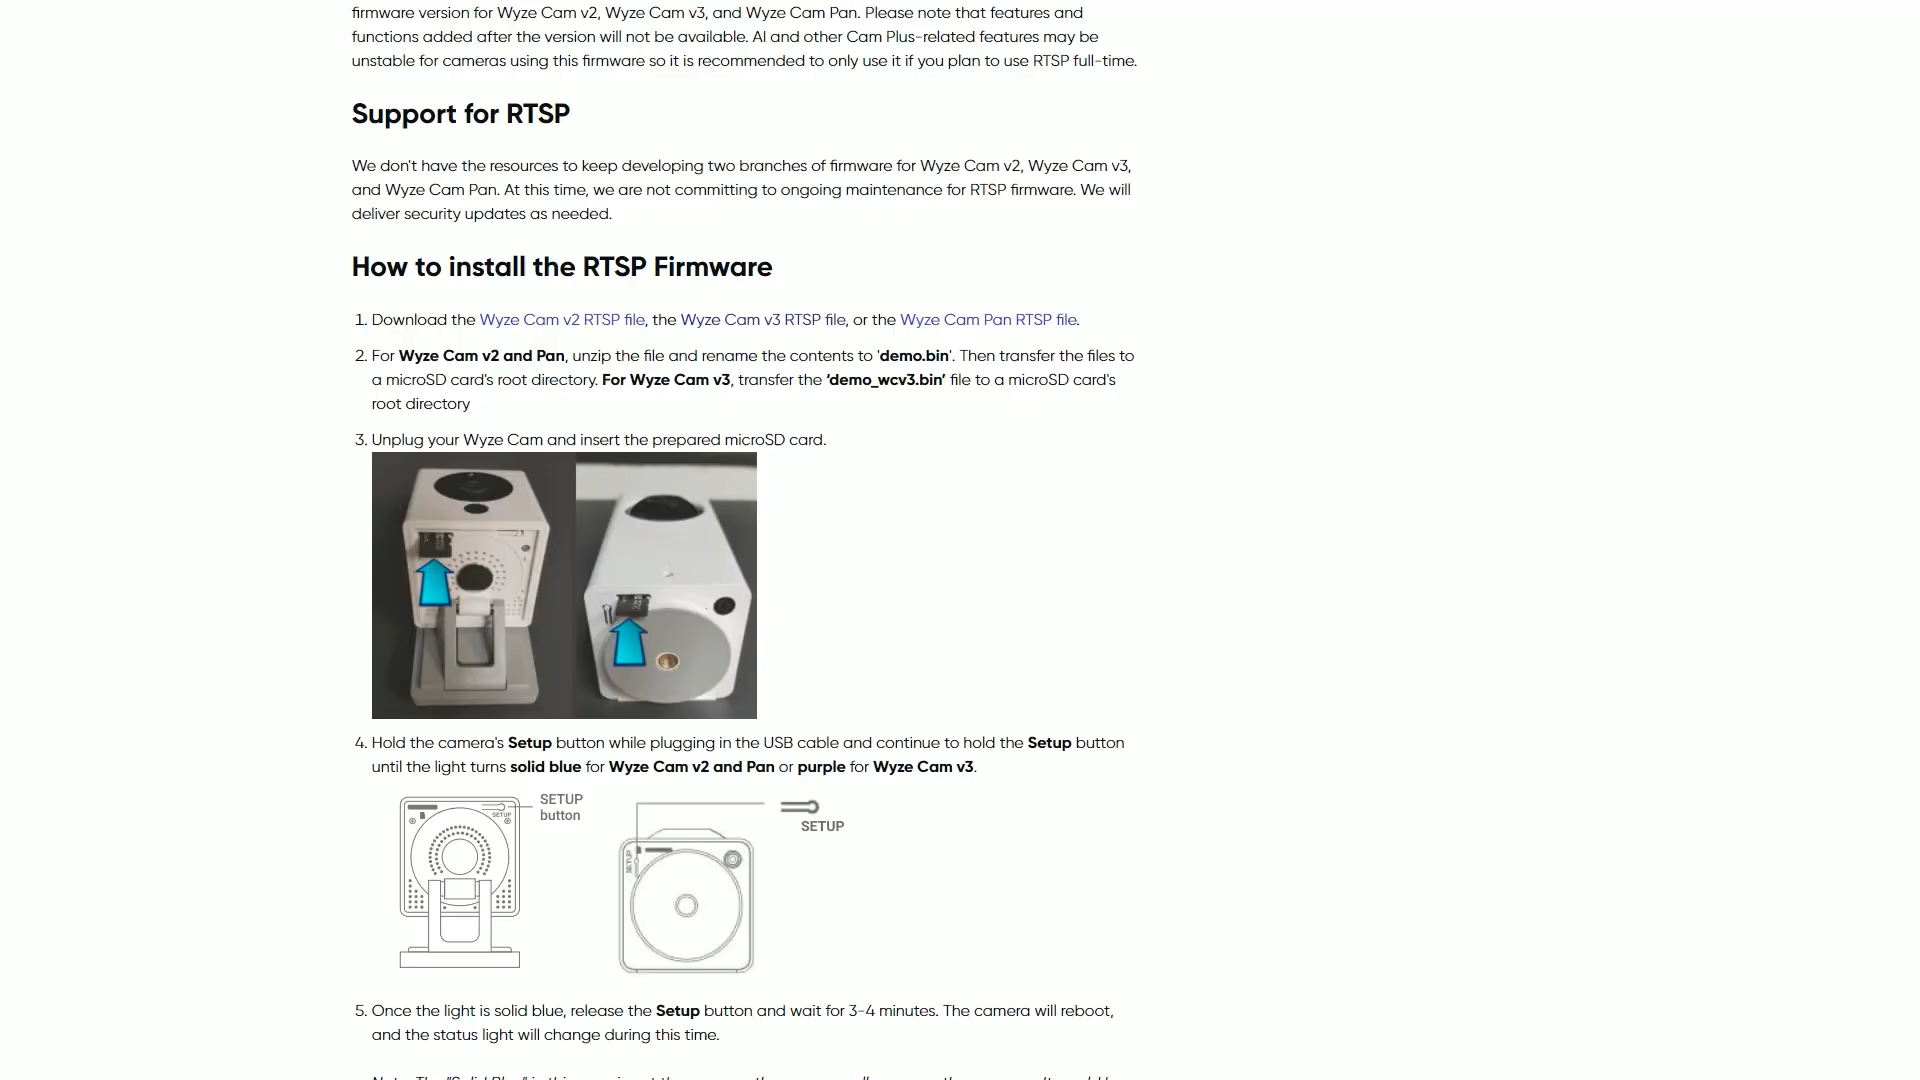 firmware version for Wyze Cam v2, Wyze Cam v3, and Wyze Cam Pan. Please note that features and
functions added after the version will not be available. AI and other Cam Plus-related features may be
unstable for cameras using this firmware so it is recommended to only use it if you plan to use RTSP full-time.
Support for RTSP
We don't have the resources to keep developing two branches of firmware for Wyze Cam v2, Wyze Cam v3,
and Wyze Cam Pan. At this time, we are not committing to ongoing maintenance for RTSP firmware. We will
deliver security updates as needed.
How to install the RTSP Firmware
1. Download the Wyze Cam v2 RTSP file, the Wyze Cam v3 RTSP file, or the Wyze Cam Pan RTSP file.
2. For Wyze Cam v2 and Pan, unzip the file and rename the contents to 'demo.bin'. Then transfer the files to
a microSD card's root directory. For Wyze Cam v3, transfer the ‘demo_wcv3.bin’ file to a microSD card's
root directory
3. Unplug your Wyze Cam and insert the prepared microSD card.
4. Hold the camera's Setup button while plugging in the USB cable and continue to hold the Setup button
until the light turns solid blue for Wyze Cam v2 and Pan or purple for Wyze Cam v3.
SETUP
button
SETUP
SETUP
SETUP
5. Once the light is solid blue, release the Setup button and wait for 3-4 minutes. The camera will reboot,
and the status light will change during this time.